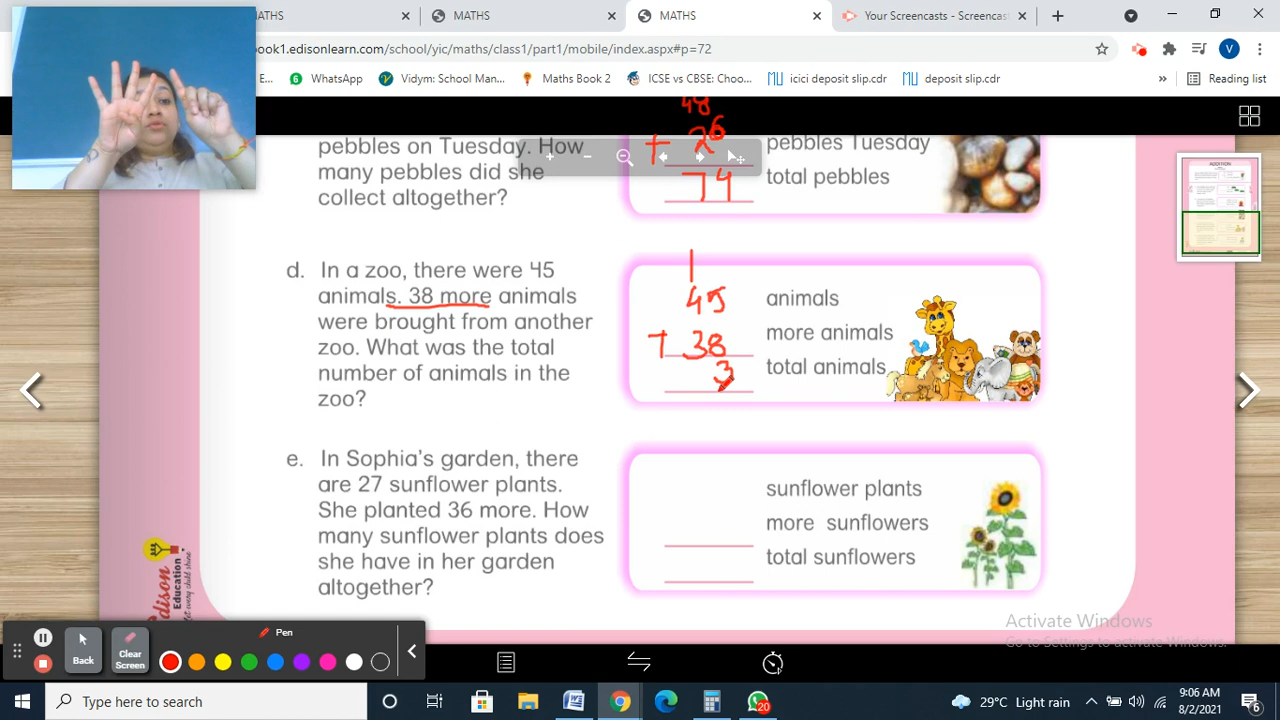 MATHS
MATHS
Your Screencasts - Screencas
V
book1.edisonlearn.com/school/yic/maths/class1/part1/mobile/index.aspx#p=72
WhatsApp
Vidym: School Man...
Maths Book 2
ICSE vs CBSE: Choo...
icici deposit slip.cdr
deposit slip.cdr
»
Reading list
48
+ 26
74
pebbles on Tuesday. How
many pebbles did she
collect altogether?
pebbles Tuesday
total pebbles
ADDITION
d. In a zoo, there were 45
animals. 38 more animals
were brought from another
zoo. What was the total
number of animals in the
zoo?
1
45
+ 38
3
animals
more animals
total animals
e. In Sophia's garden, there
are 27 sunflower plants.
She planted 36 more. How
many sunflower plants does
she have in her garden
altogether?
sunflower plants
more sunflowers
total sunflowers
Edison
Education
Activate Windows
Go to Settings to activate Windows.
Pen
Back
Clear
Screen
Type here to search
20
29°C Light rain
9:06 AM
8/2/2021
6